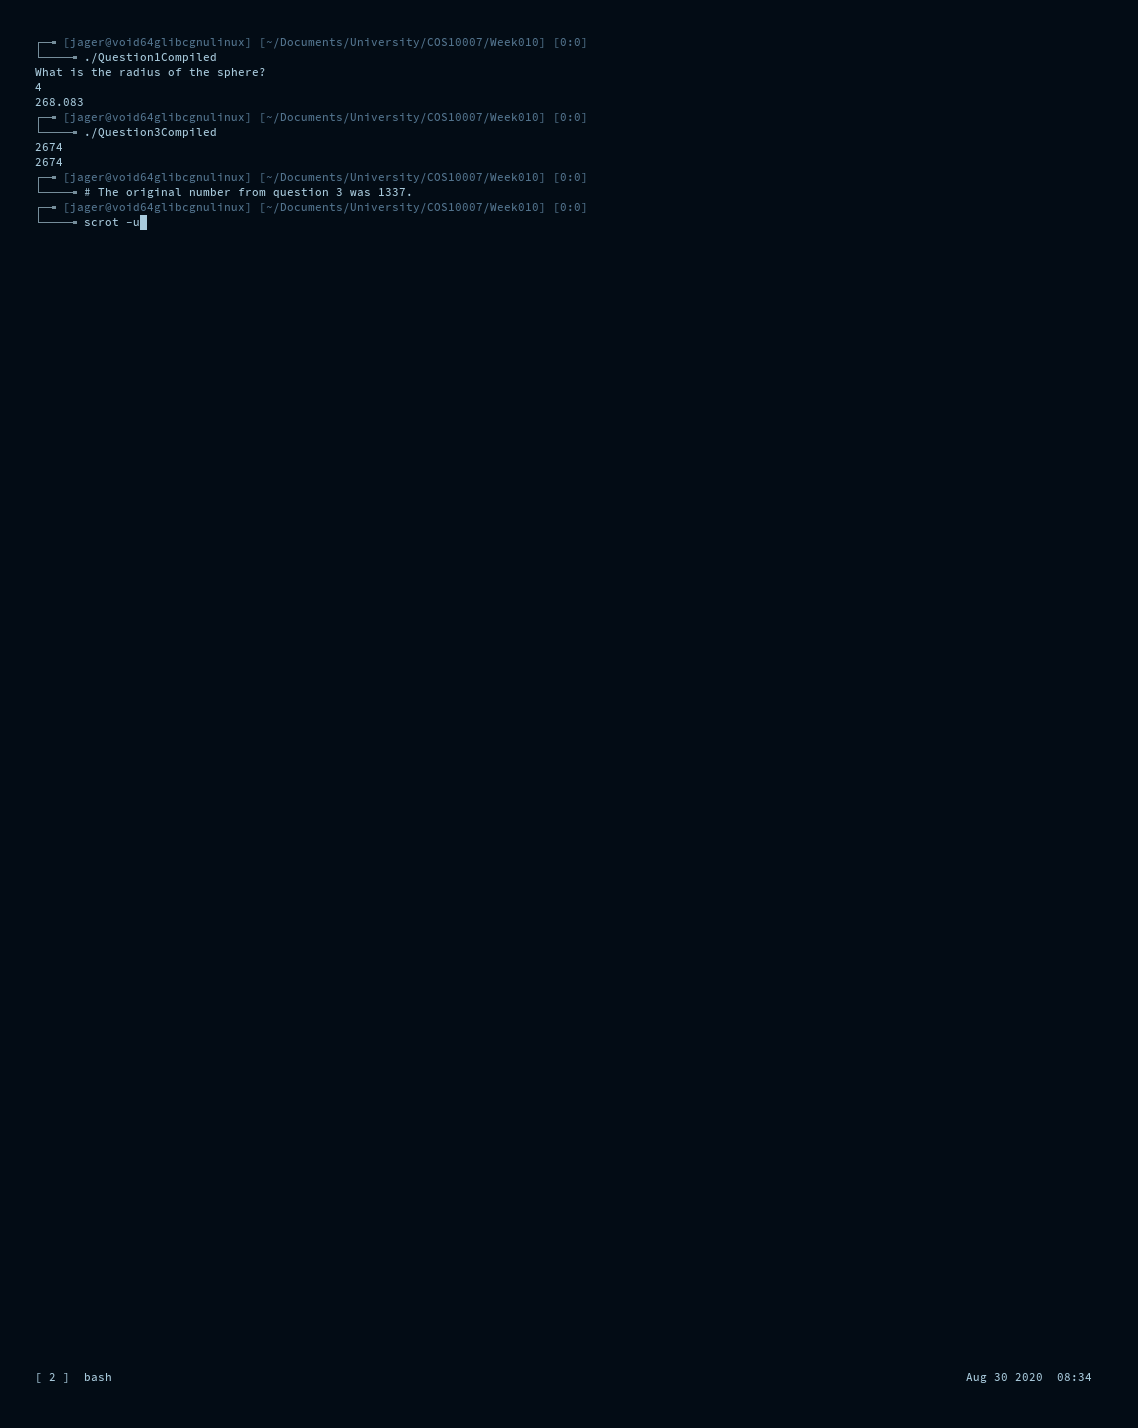 ┌─╼ [jager@void64glibcgnulinux] [~/Documents/University/COS10007/Week010] [0:0]
└────╼ ./Question1Compiled
What is the radius of the sphere?
4
268.083
┌─╼ [jager@void64glibcgnulinux] [~/Documents/University/COS10007/Week010] [0:0]
└────╼ ./Question3Compiled
2674
2674
┌─╼ [jager@void64glibcgnulinux] [~/Documents/University/COS10007/Week010] [0:0]
└────╼ # The original number from question 3 was 1337.
┌─╼ [jager@void64glibcgnulinux] [~/Documents/University/COS10007/Week010] [0:0]
└────╼ scrot -u
[ 2 ]  bash
Aug 30 2020  08:34